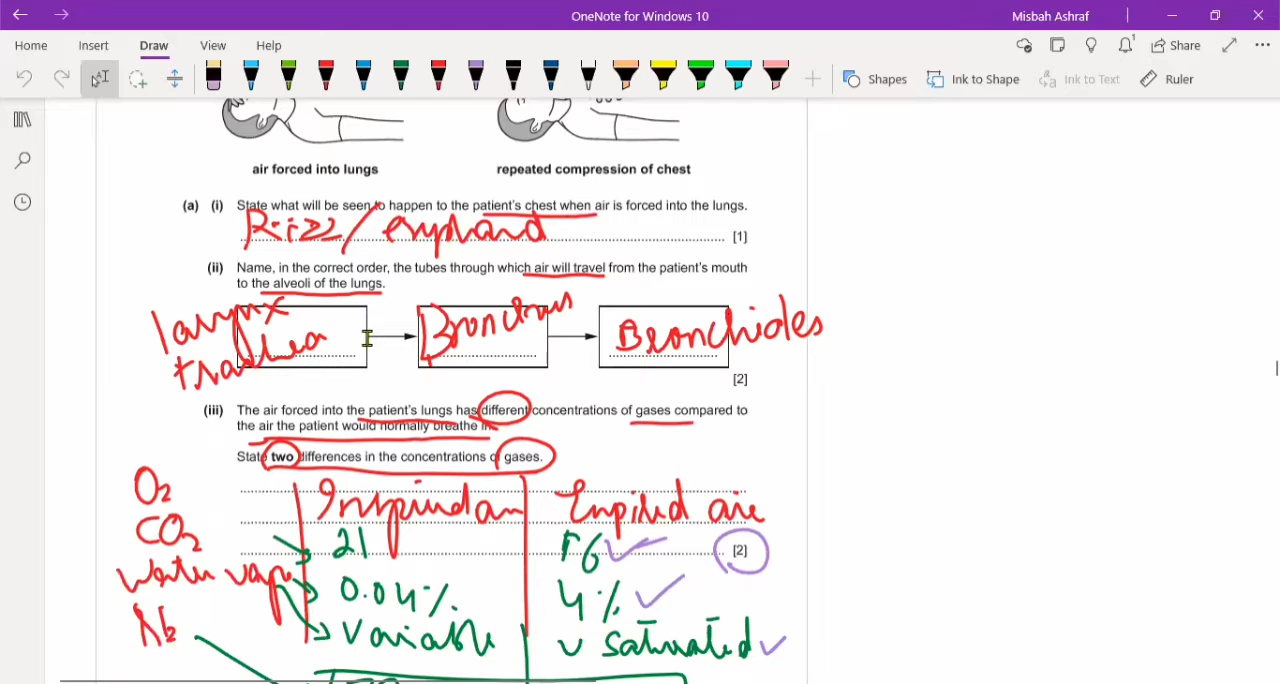 OneNote for Windows 10
Misbah Ashraf
Home Insert Draw View Help
Share
Shapes Ink to Shape Ink to Text Ruler
air forced into lungs
repeated compression of chest
(a) (i) State what will be seen to happen to the patient's chest when air is forced into the lungs.
[1]
(ii) Name, in the correct order, the tubes through which air will travel from the patient's mouth
to the alveoli of the lungs.
larynx
Bronchus
Bronchioles
[2]
(iii) The air forced into the patient's lungs has different concentrations of gases compared to
the air the patient would normally breathe in.
State two differences in the concentrations of gases.
O2
CO2
Water vapo
N2
Expired air
21
16
[2]
0.04%
4%
Variable
saturated